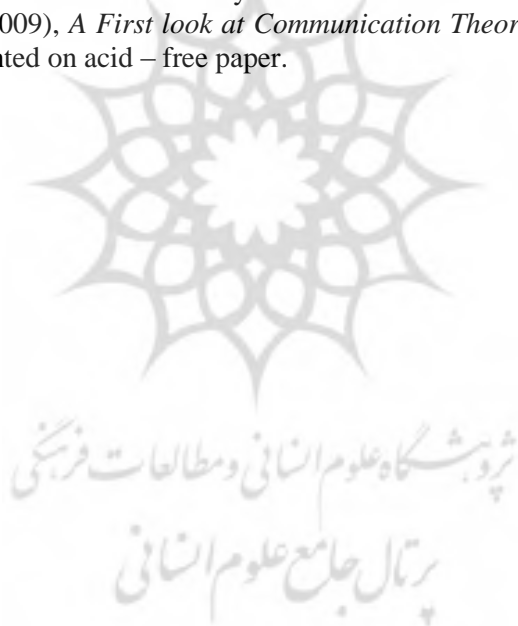 009), A First look at Communication Theor
nted on acid – free paper.
پژوهشگاه علوم انسانی و مطالعات فرهنگی
پرتال جامع علوم انسانی